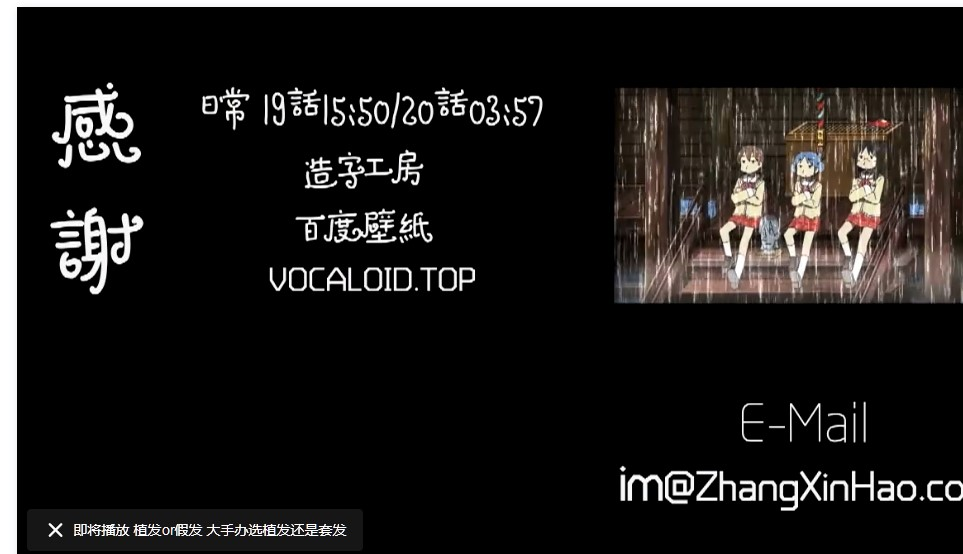 感謝
日常 19話15:50/20話03:57
造字工房
百度壁紙
VOCALOID.TOP
E-Mail
im@ZhangXinHao.co
即将播放 植发or假发 大手办选植发还是套发